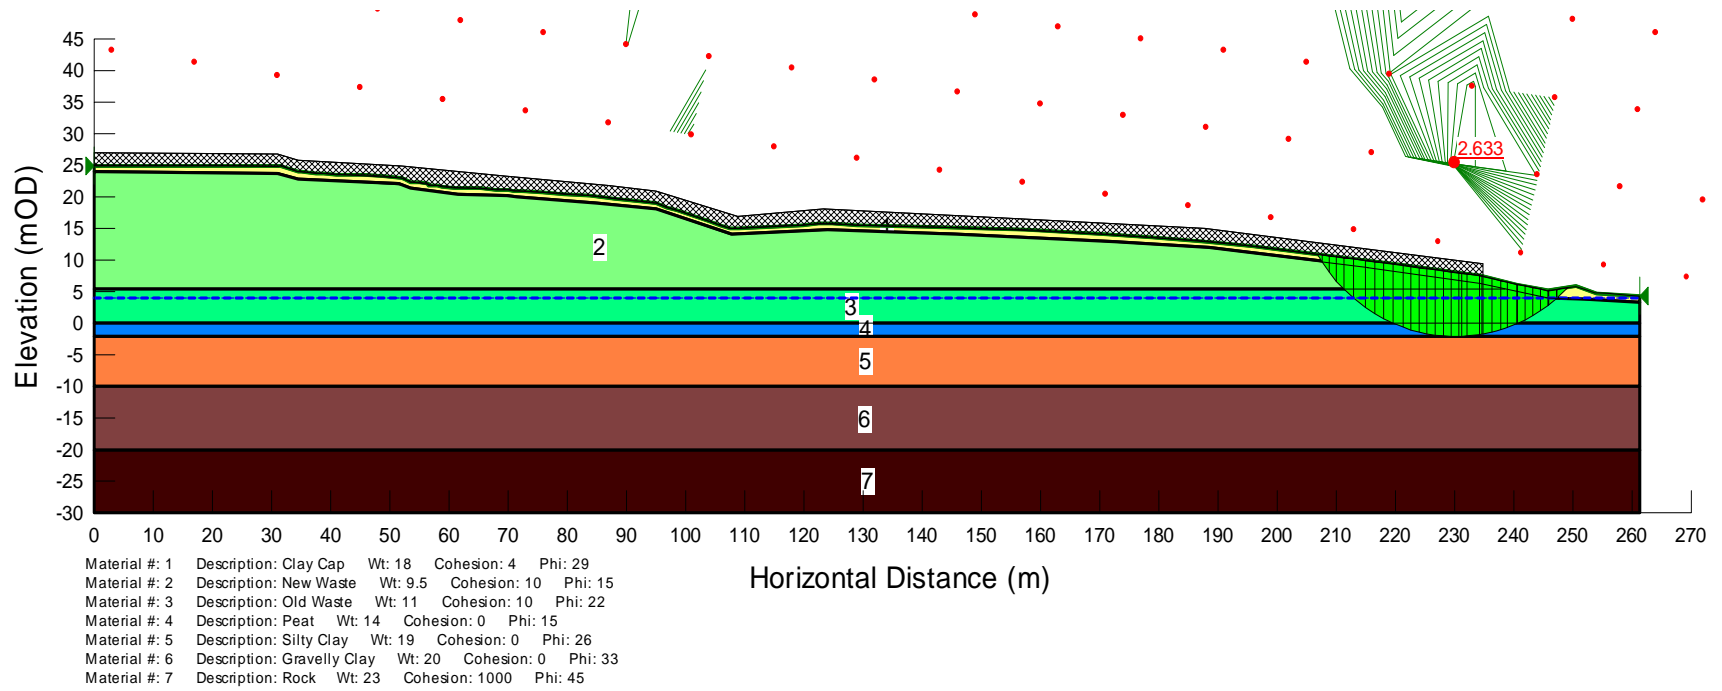 45
40
35
30
25
20
15
10
5
0
-5
-10
-15
-20
-25
-30
Elevation (mOD)
2.633
1
2
3
4
5
6
7
0 10 20 30 40 50 60 70 80 90 100 110 120 130 140 150 160 170 180 190 200 210 220 230 240 250 260 270
Horizontal Distance (m)
Material #: 1 Description: Clay Cap Wt: 18 Cohesion: 4 Phi: 29
Material #: 2 Description: New Waste Wt: 9.5 Cohesion: 10 Phi: 15
Material #: 3 Description: Old Waste Wt: 11 Cohesion: 10 Phi: 22
Material #: 4 Description: Peat Wt: 14 Cohesion: 0 Phi: 15
Material #: 5 Description: Silty Clay Wt: 19 Cohesion: 0 Phi: 26
Material #: 6 Description: Gravelly Clay Wt: 20 Cohesion: 0 Phi: 33
Material #: 7 Description: Rock Wt: 23 Cohesion: 1000 Phi: 45